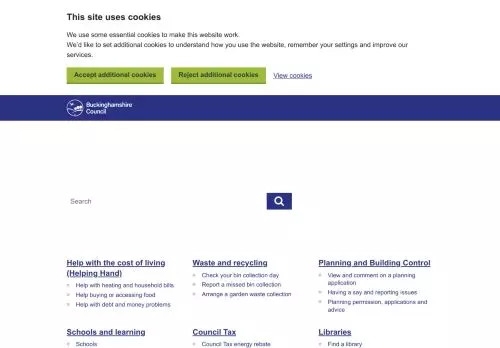 This site uses cookies
We use some essential cookies to make this website work.
We'd like to set additional cookies to understand how you use the website, remember your settings and improve our
services.
Accept additional cookies
Reject additional cookies
View cookies
Buckinghamshire
Council
Search
Help with the cost of living
(Helping Hand)
Help with heating and household bills
Help buying or accessing food
Help with debt and money problems
Waste and recycling
Check your bin collection day
Report a missed bin collection
Arrange a garden waste collection
Planning and Building Control
View and comment on a planning
application
Having a say and reporting issues
Planning permission, applications and
advice
Schools and learning
Schools
Council Tax
Council Tax energy rebate
Libraries
Find a library